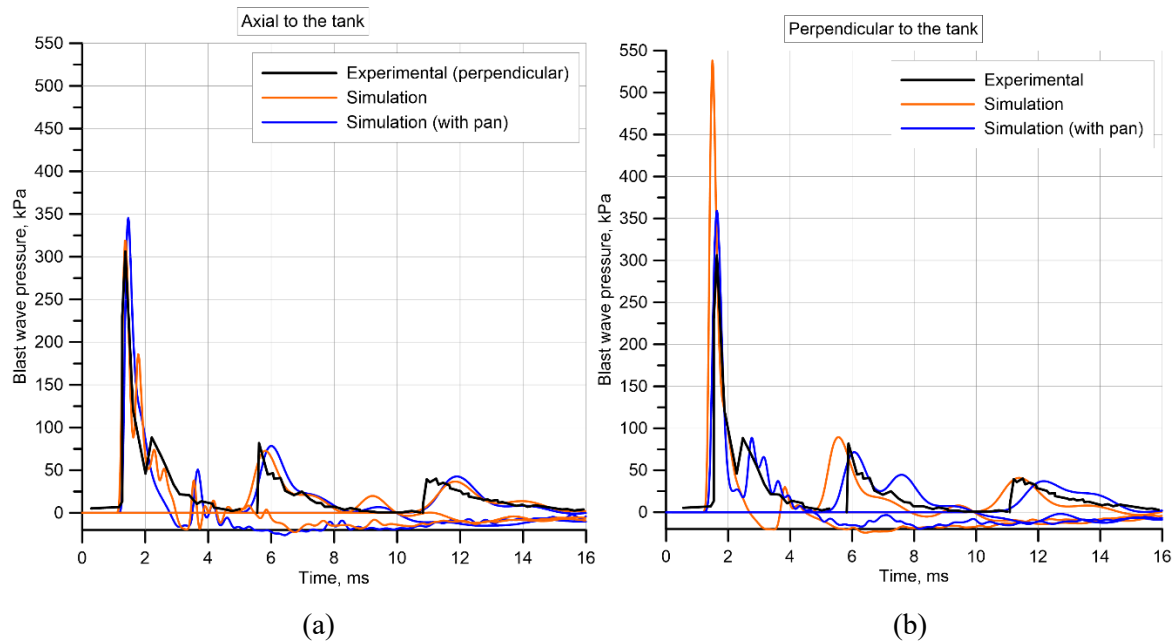 Axial to the tank
550
500
450
400
350
300
250
200
150
100
50
0
Blast wave pressure, kPa
Experimental (perpendicular)
Simulation
Simulation (with pan)
0 2 4 6 8 10 12 14 16
Time, ms
(a)
Perpendicular to the tank
550
500
450
400
350
300
250
200
150
100
50
0
Blast wave pressure, kPa
Experimental
Simulation
Simulation (with pan)
0 2 4 6 8 10 12 14 16
Time, ms
(b)